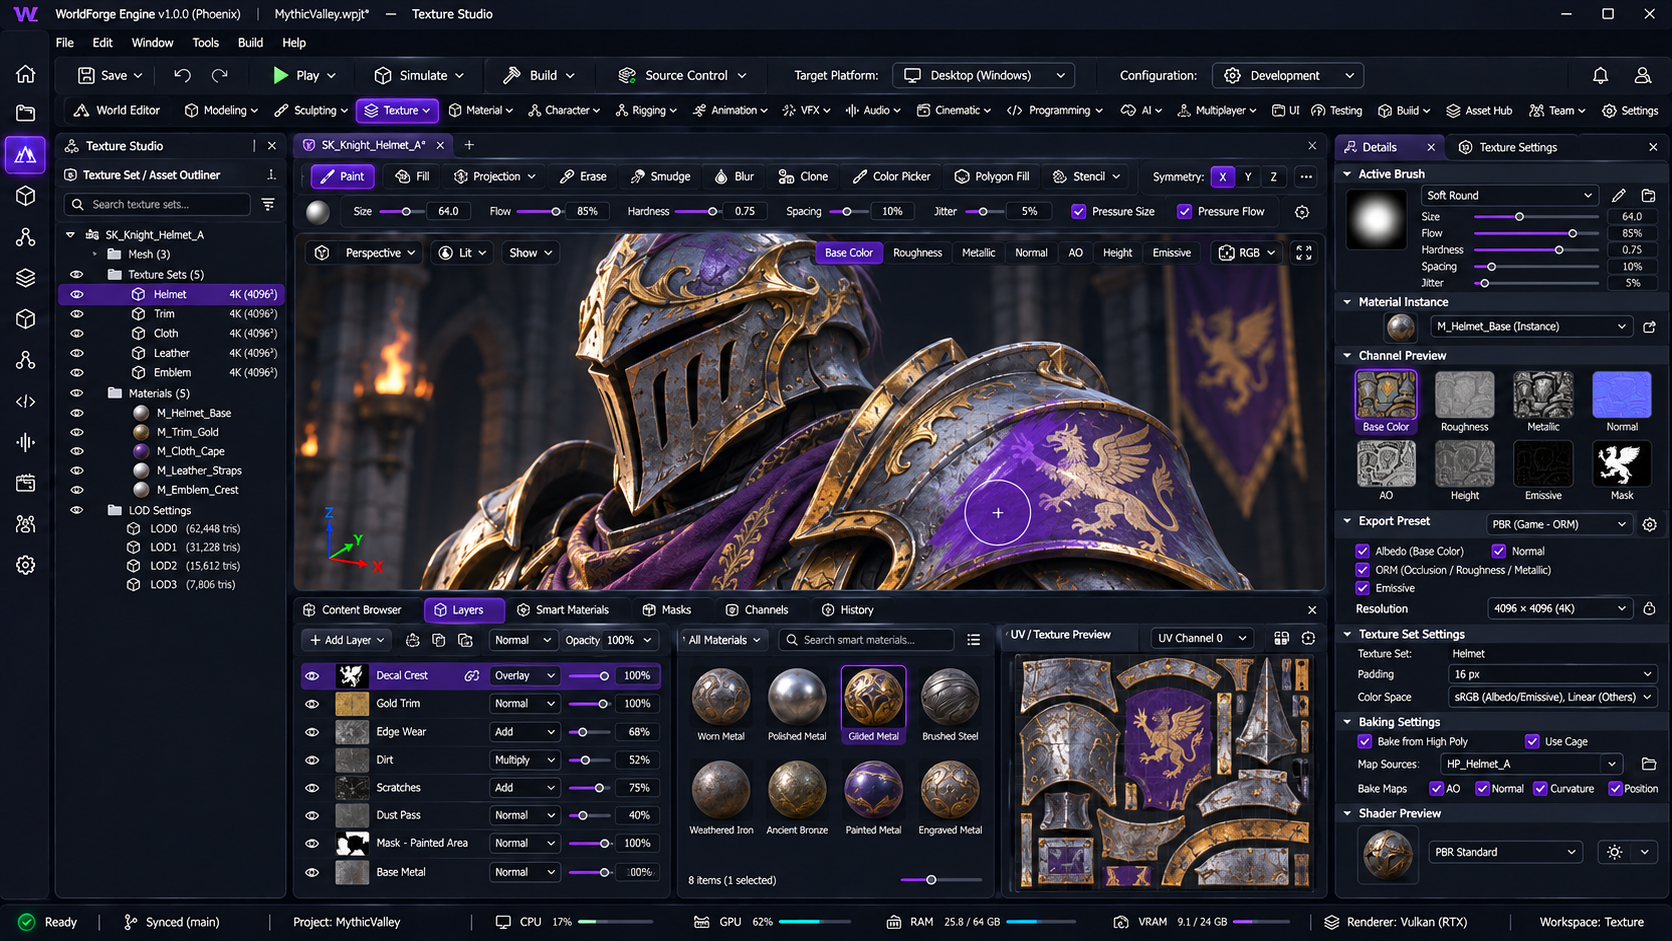 WorldForge Engine v1.0.0 (Phoenix) MythicValley.wpjt* — Texture Studio
File Edit Window Tools Build Help
Save Play Simulate Build Source Control Target Platform: Desktop (Windows) Configuration: Development
World Editor Modeling Sculpting Texture Material Character Rigging Animation VFX Audio Cinematic Programming AI Multiplayer UI Testing Build Asset Hub Team Settings
Texture Studio
Texture Set / Asset Outliner
Search texture sets...
SK_Knight_Helmet_A
Mesh (3)
Texture Sets (5)
Helmet 4K (4096²)
Trim 4K (4096²)
Cloth 4K (4096²)
Leather 4K (4096²)
Emblem 4K (4096²)
Materials (5)
M_Helmet_Base
M_Trim_Gold
M_Cloth_Cape
M_Leather_Straps
M_Emblem_Crest
LOD Settings
LOD0 (62,448 tris)
LOD1 (31,228 tris)
LOD2 (15,612 tris)
LOD3 (7,806 tris)
SK_Knight_Helmet_A*
Paint Fill Projection Erase Smudge Blur Clone Color Picker Polygon Fill Stencil Symmetry: X Y Z
Size 64.0 Flow 85% Hardness 0.75 Spacing 10% Jitter 5% Pressure Size Pressure Flow
Perspective Lit Show Base Color Roughness Metallic Normal AO Height Emissive RGB
Z
Y
X
Content Browser Layers Smart Materials Masks Channels History
+ Add Layer Normal Opacity 100%
Decal Crest Overlay 100%
Gold Trim Normal 100%
Edge Wear Add 68%
Dirt Multiply 52%
Scratches Add 75%
Dust Pass Normal 40%
Mask - Painted Area Normal 100%
Base Metal Normal 100%
All Materials Search smart materials...
Worn Metal Polished Metal Glided Metal Brushed Steel
Weathered Iron Ancient Bronze Painted Metal Engraved Metal
8 items (1 selected)
UV / Texture Preview UV Channel 0
Details Texture Settings
Active Brush
Soft Round
Size 64.0
Flow 85%
Hardness 0.75
Spacing 10%
Jitter 5%
Material Instance
M_Helmet_Base (Instance)
Channel Preview
Base Color Roughness Metallic Normal
AO Height Emissive Mask
Export Preset PBR (Game - ORM)
Albedo (Base Color) Normal
ORM (Occlusion / Roughness / Metallic)
Emissive
Resolution 4096 × 4096 (4K)
Texture Set Settings
Texture Set: Helmet
Padding 16 px
Color Space sRGB (Albedo/Emissive), Linear (Others)
Baking Settings
Bake from High Poly Use Cage
Map Sources: HP_Helmet_A
Bake Maps AO Normal Curvature Position
Shader Preview
PBR Standard
Ready Synced (main) Project: MythicValley CPU 17% GPU 62% RAM 25.8 / 64 GB VRAM 9.1 / 24 GB Renderer: Vulkan (RTX) Workspace: Texture